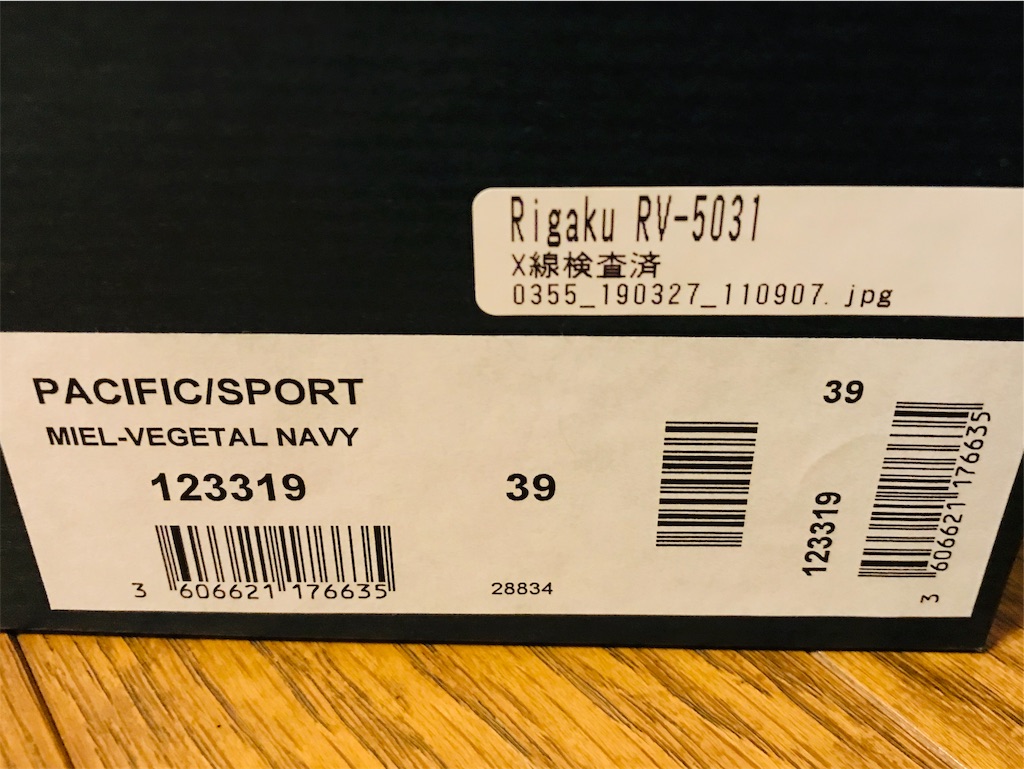 Rigaku RV-5031
X線検査済
0355_190327_110907.jpg
PACIFIC/SPORT
MIEL-VEGETAL NAVY
123319
39
3 606621 176635
28834
39
123319
3 606621 176635